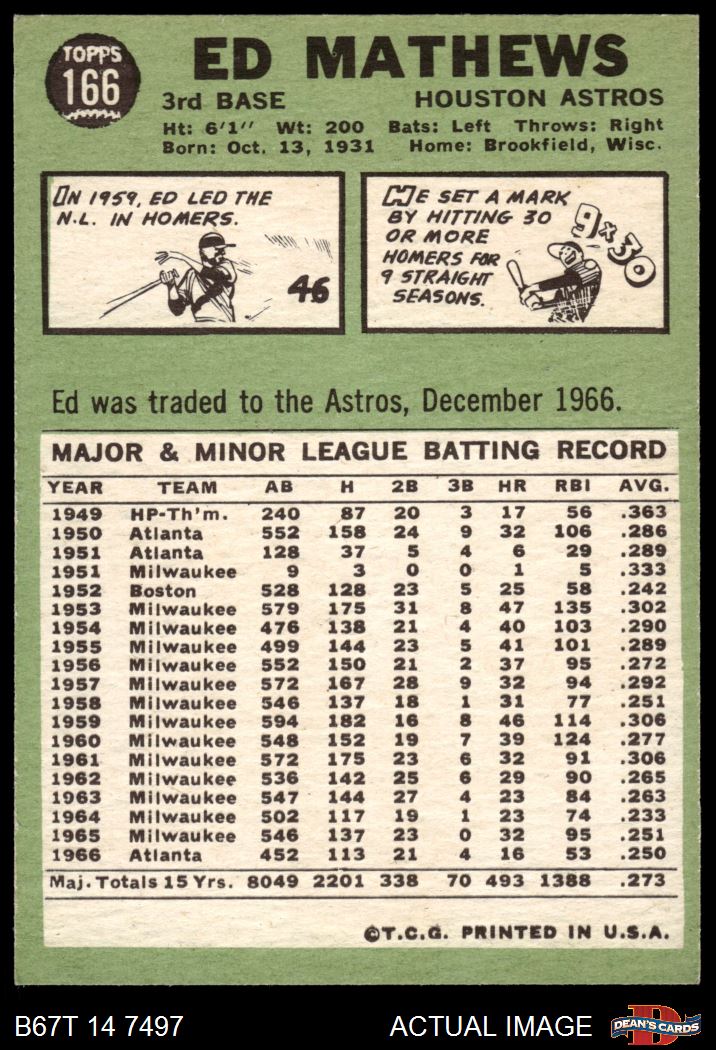 TOPPS
166
ED MATHEWS
3rd BASE HOUSTON ASTROS
Ht: 6'1" Wt: 200 Bats: Left Throws: Right
Born: Oct. 13, 1931 Home: Brookfield, Wisc.
IN 1959, ED LED THE
N.L. IN HOMERS.
46
HE SET A MARK
BY HITTING 30
OR MORE
HOMERS FOR
9 STRAIGHT
SEASONS.
9x30
Ed was traded to the Astros, December 1966.
MAJOR & MINOR LEAGUE BATTING RECORD
YEAR TEAM AB H 2B 3B HR RBI AVG.
1949 HP-Th'm. 240 87 20 3 17 56 .363
1950 Atlanta 552 158 24 9 32 106 .286
1951 Atlanta 128 37 5 4 6 29 .289
1951 Milwaukee 9 3 0 0 1 5 .333
1952 Boston 528 128 23 5 25 58 .242
1953 Milwaukee 579 175 31 8 47 135 .302
1954 Milwaukee 476 138 21 4 40 103 .290
1955 Milwaukee 499 144 23 5 41 101 .289
1956 Milwaukee 552 150 21 2 37 95 .272
1957 Milwaukee 572 167 28 9 32 94 .292
1958 Milwaukee 546 137 18 1 31 77 .251
1959 Milwaukee 594 182 16 8 46 114 .306
1960 Milwaukee 548 152 19 7 39 124 .277
1961 Milwaukee 572 175 23 6 32 91 .306
1962 Milwaukee 536 142 25 6 29 90 .265
1963 Milwaukee 547 144 27 4 23 84 .263
1964 Milwaukee 502 117 19 1 23 74 .233
1965 Milwaukee 546 137 23 0 32 95 .251
1966 Atlanta 452 113 21 4 16 53 .250
Maj. Totals 15 Yrs. 8049 2201 338 70 493 1388 .273
©T.C.G. PRINTED IN U.S.A.
B67T 14 7497 ACTUAL IMAGE
D
DEAN'S CARDS